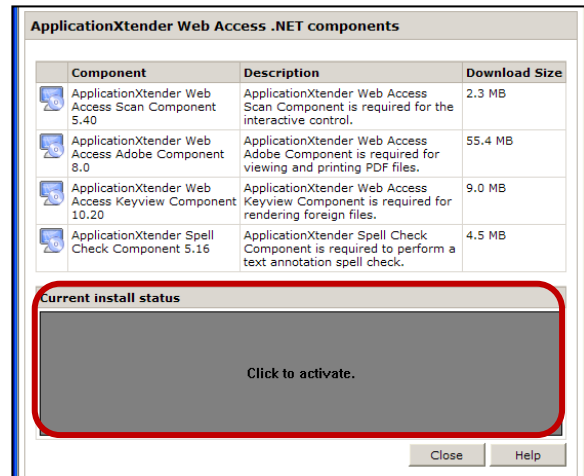 ApplicationXtender Web Access .NET components
Component Description Download Size
ApplicationXtender Web ApplicationXtender Web Access 2.3 MB
Access Scan Component Scan Component is required for the
5.40 interactive control.
ApplicationXtender Web ApplicationXtender Web Access 55.4 MB
Access Adobe Component Adobe Component is required for
8.0 viewing and printing PDF files.
ApplicationXtender Web ApplicationXtender Web Access 9.0 MB
Access Keyview Component Keyview Component is required for
10.20 rendering foreign files.
ApplicationXtender Spell ApplicationXtender Spell Check 4.5 MB
Check Component 5.16 Component is required to perform a
text annotation spell check.
Current install status
Click to activate.
Close Help